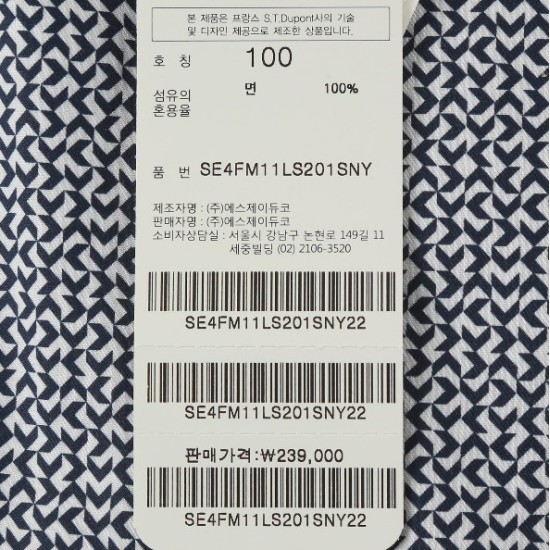 본 제품은 프랑스 S.T.Dupont사의 기술
및 디자인 제공으로 제조한 상품입니다.
호 칭 100
섬유의 면 100%
혼용율
품 번 SE4FM11LS201SNY
제조자명 : (주)에스제이듀코
판매자명 : (주)에스제이듀코
소비자상담실 : 서울시 강남구 논현로 149길 11
세중빌딩 (02) 2106-3520
SE4FM11LS201SNY22
SE4FM11LS201SNY22
판매가격:₩239,000
SE4FM11LS201SNY22